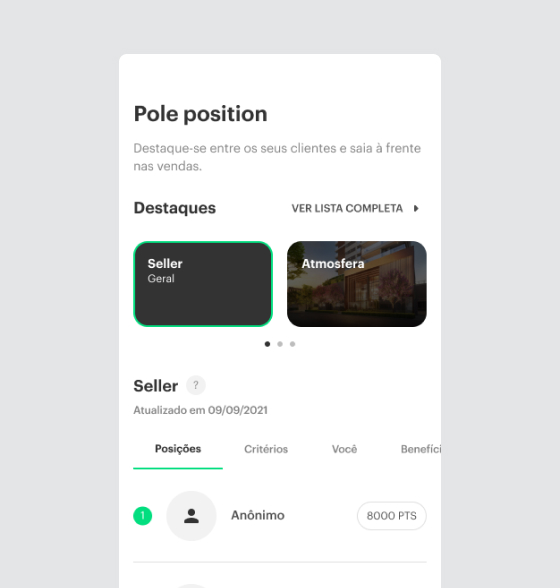 Pole position
Destaque-se entre os seus clientes e saia à frente
nas vendas.
Destaques
VER LISTA COMPLETA
Seller
Geral
Atmosfera
Seller ?
Atualizado em 09/09/2021
Posições Critérios Você Benefíci
1 Anônimo 8000 PTS